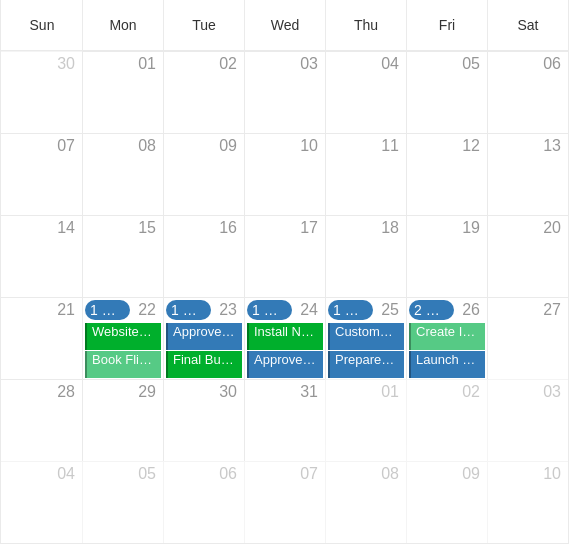 Sun Mon Tue Wed Thu Fri Sat
30 01 02 03 04 05 06
07 08 09 10 11 12 13
14 15 16 17 18 19 20
21 1 ... 22 1 ... 23 1 ... 24 1 ... 25 2 ... 26 27
Website... Approve... Install N... Custom... Create I...
Book Fli... Final Bu... Approve... Prepare... Launch ...
28 29 30 31 01 02 03
04 05 06 07 08 09 10